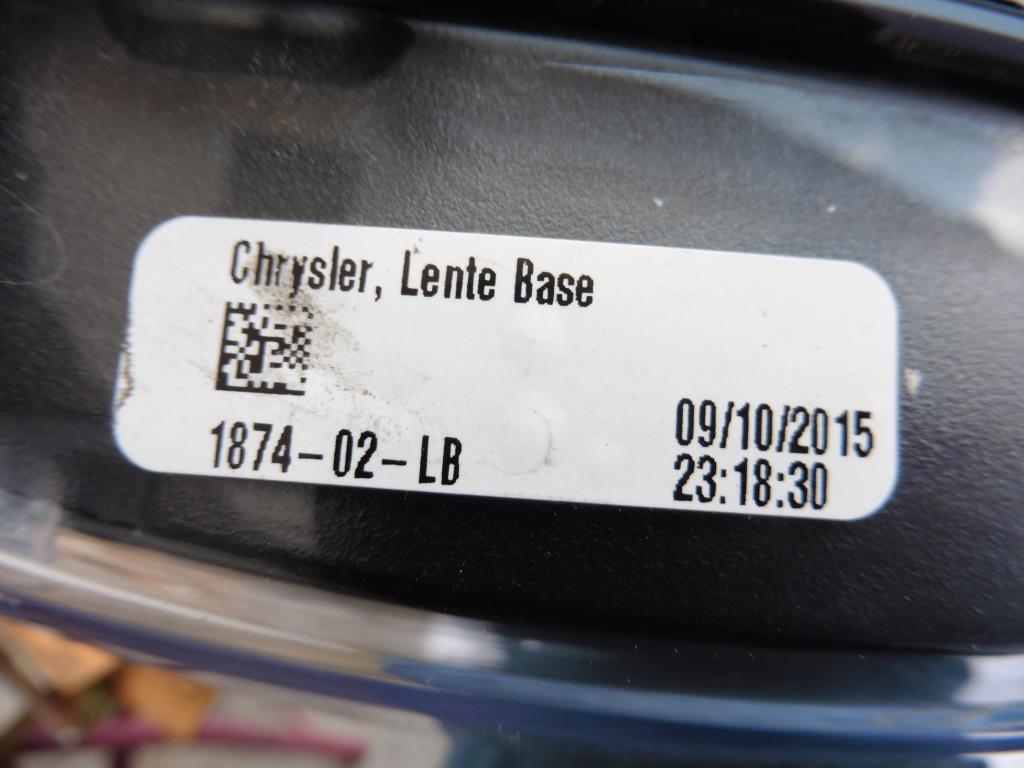 Chrysler, Lente Base
1874-02-LB
09/10/2015
23:18:30